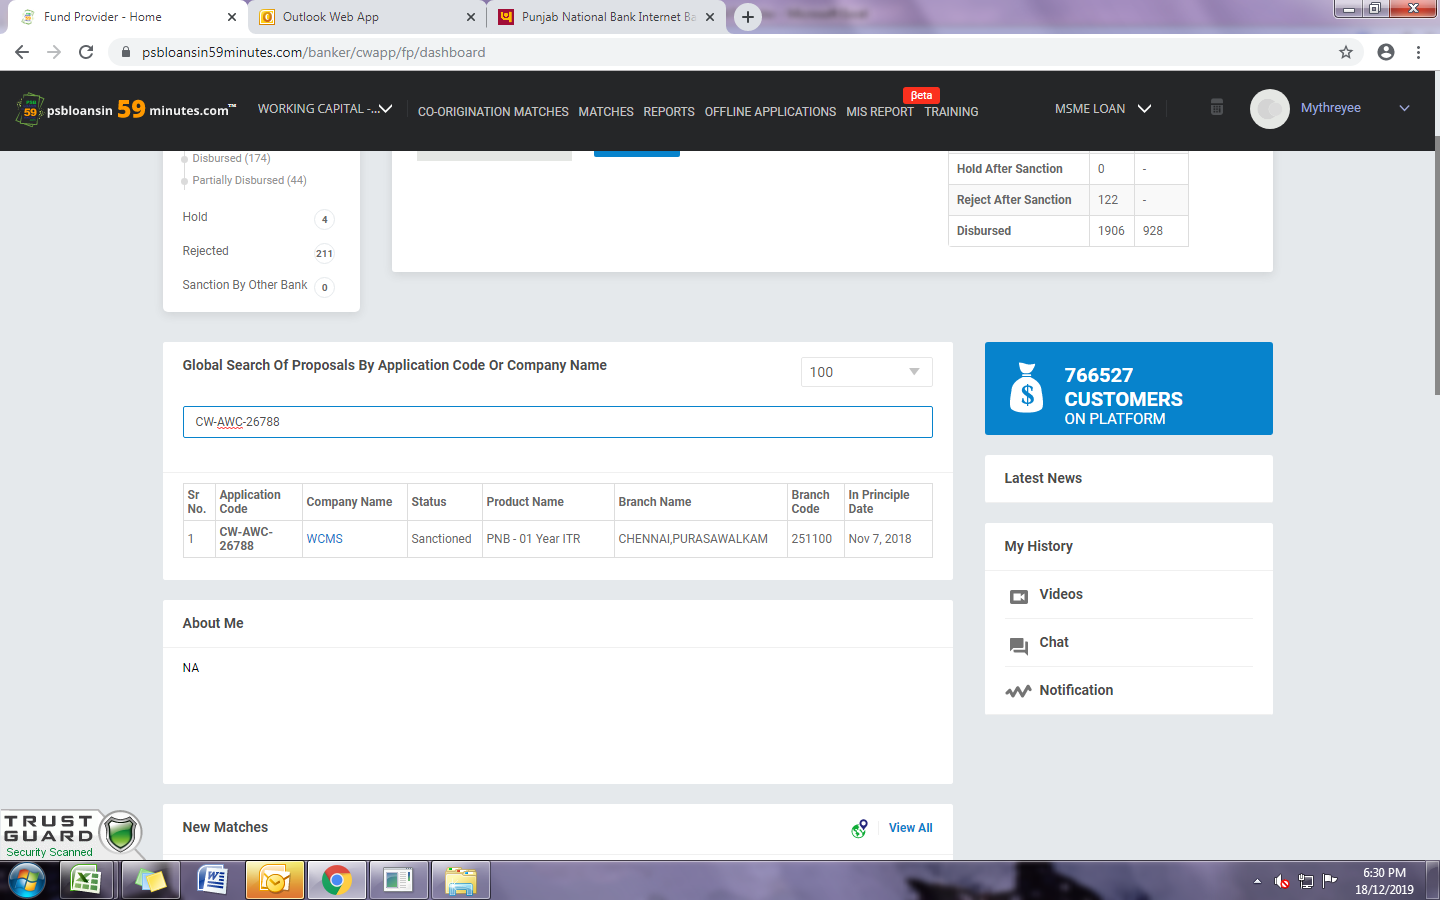 Fund Provider - Home
Outlook Web App
Punjab National Bank Internet Ba
psbloansin59minutes.com/banker/cwapp/fp/dashboard
psbloansin 59 minutes.com™
WORKING CAPITAL -...
CO-ORIGINATION MATCHES
MATCHES
REPORTS
OFFLINE APPLICATIONS
MIS REPORT
βeta
TRAINING
MSME LOAN
Mythreyee
Disbursed (174)
Partially Disbursed (44)
Hold 4
Rejected 211
Sanction By Other Bank 0
Hold After Sanction 0 -
Reject After Sanction 122 -
Disbursed 1906 928
Global Search Of Proposals By Application Code Or Company Name
100
CW-AWC-26788
Sr No. Application Code Company Name Status Product Name Branch Name Branch Code In Principle Date
1 CW-AWC-26788 WCMS Sanctioned PNB - 01 Year ITR CHENNAI,PURASAWALKAM 251100 Nov 7, 2018
766527
CUSTOMERS
ON PLATFORM
Latest News
My History
Videos
Chat
Notification
About Me
NA
New Matches
View All
TRUST
GUARD
Security Scanned
6:30 PM
18/12/2019